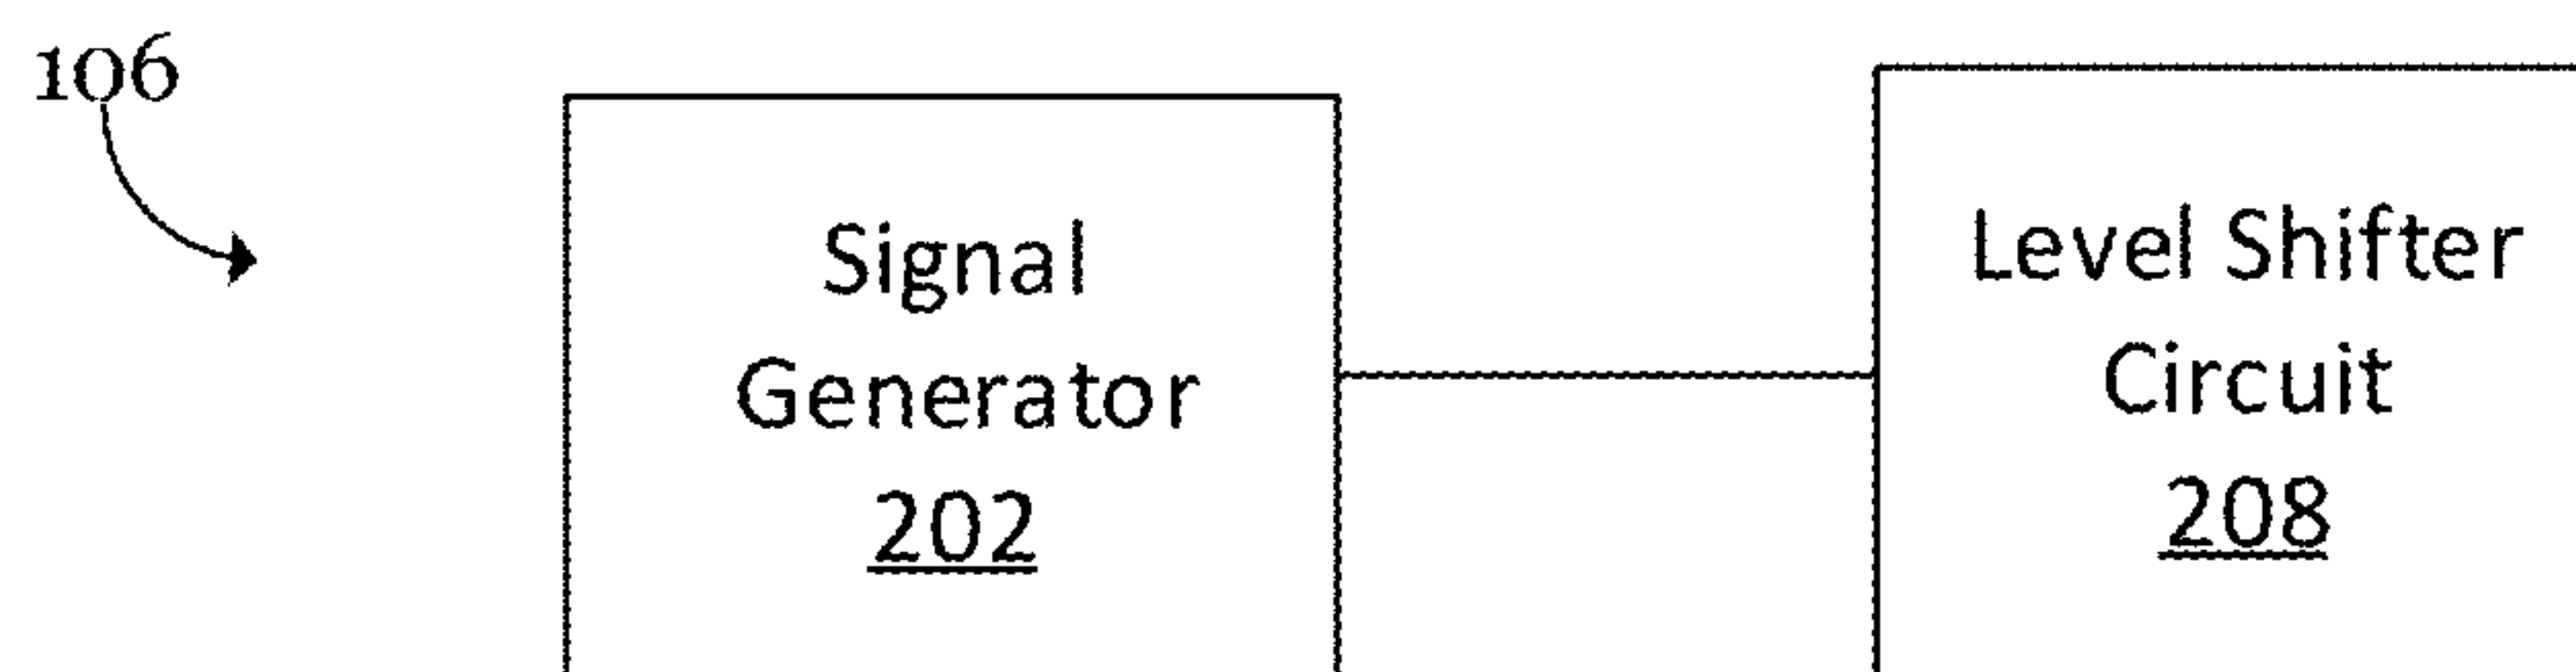 106
Signal
Generator
202
Level Shifter
Circuit
208